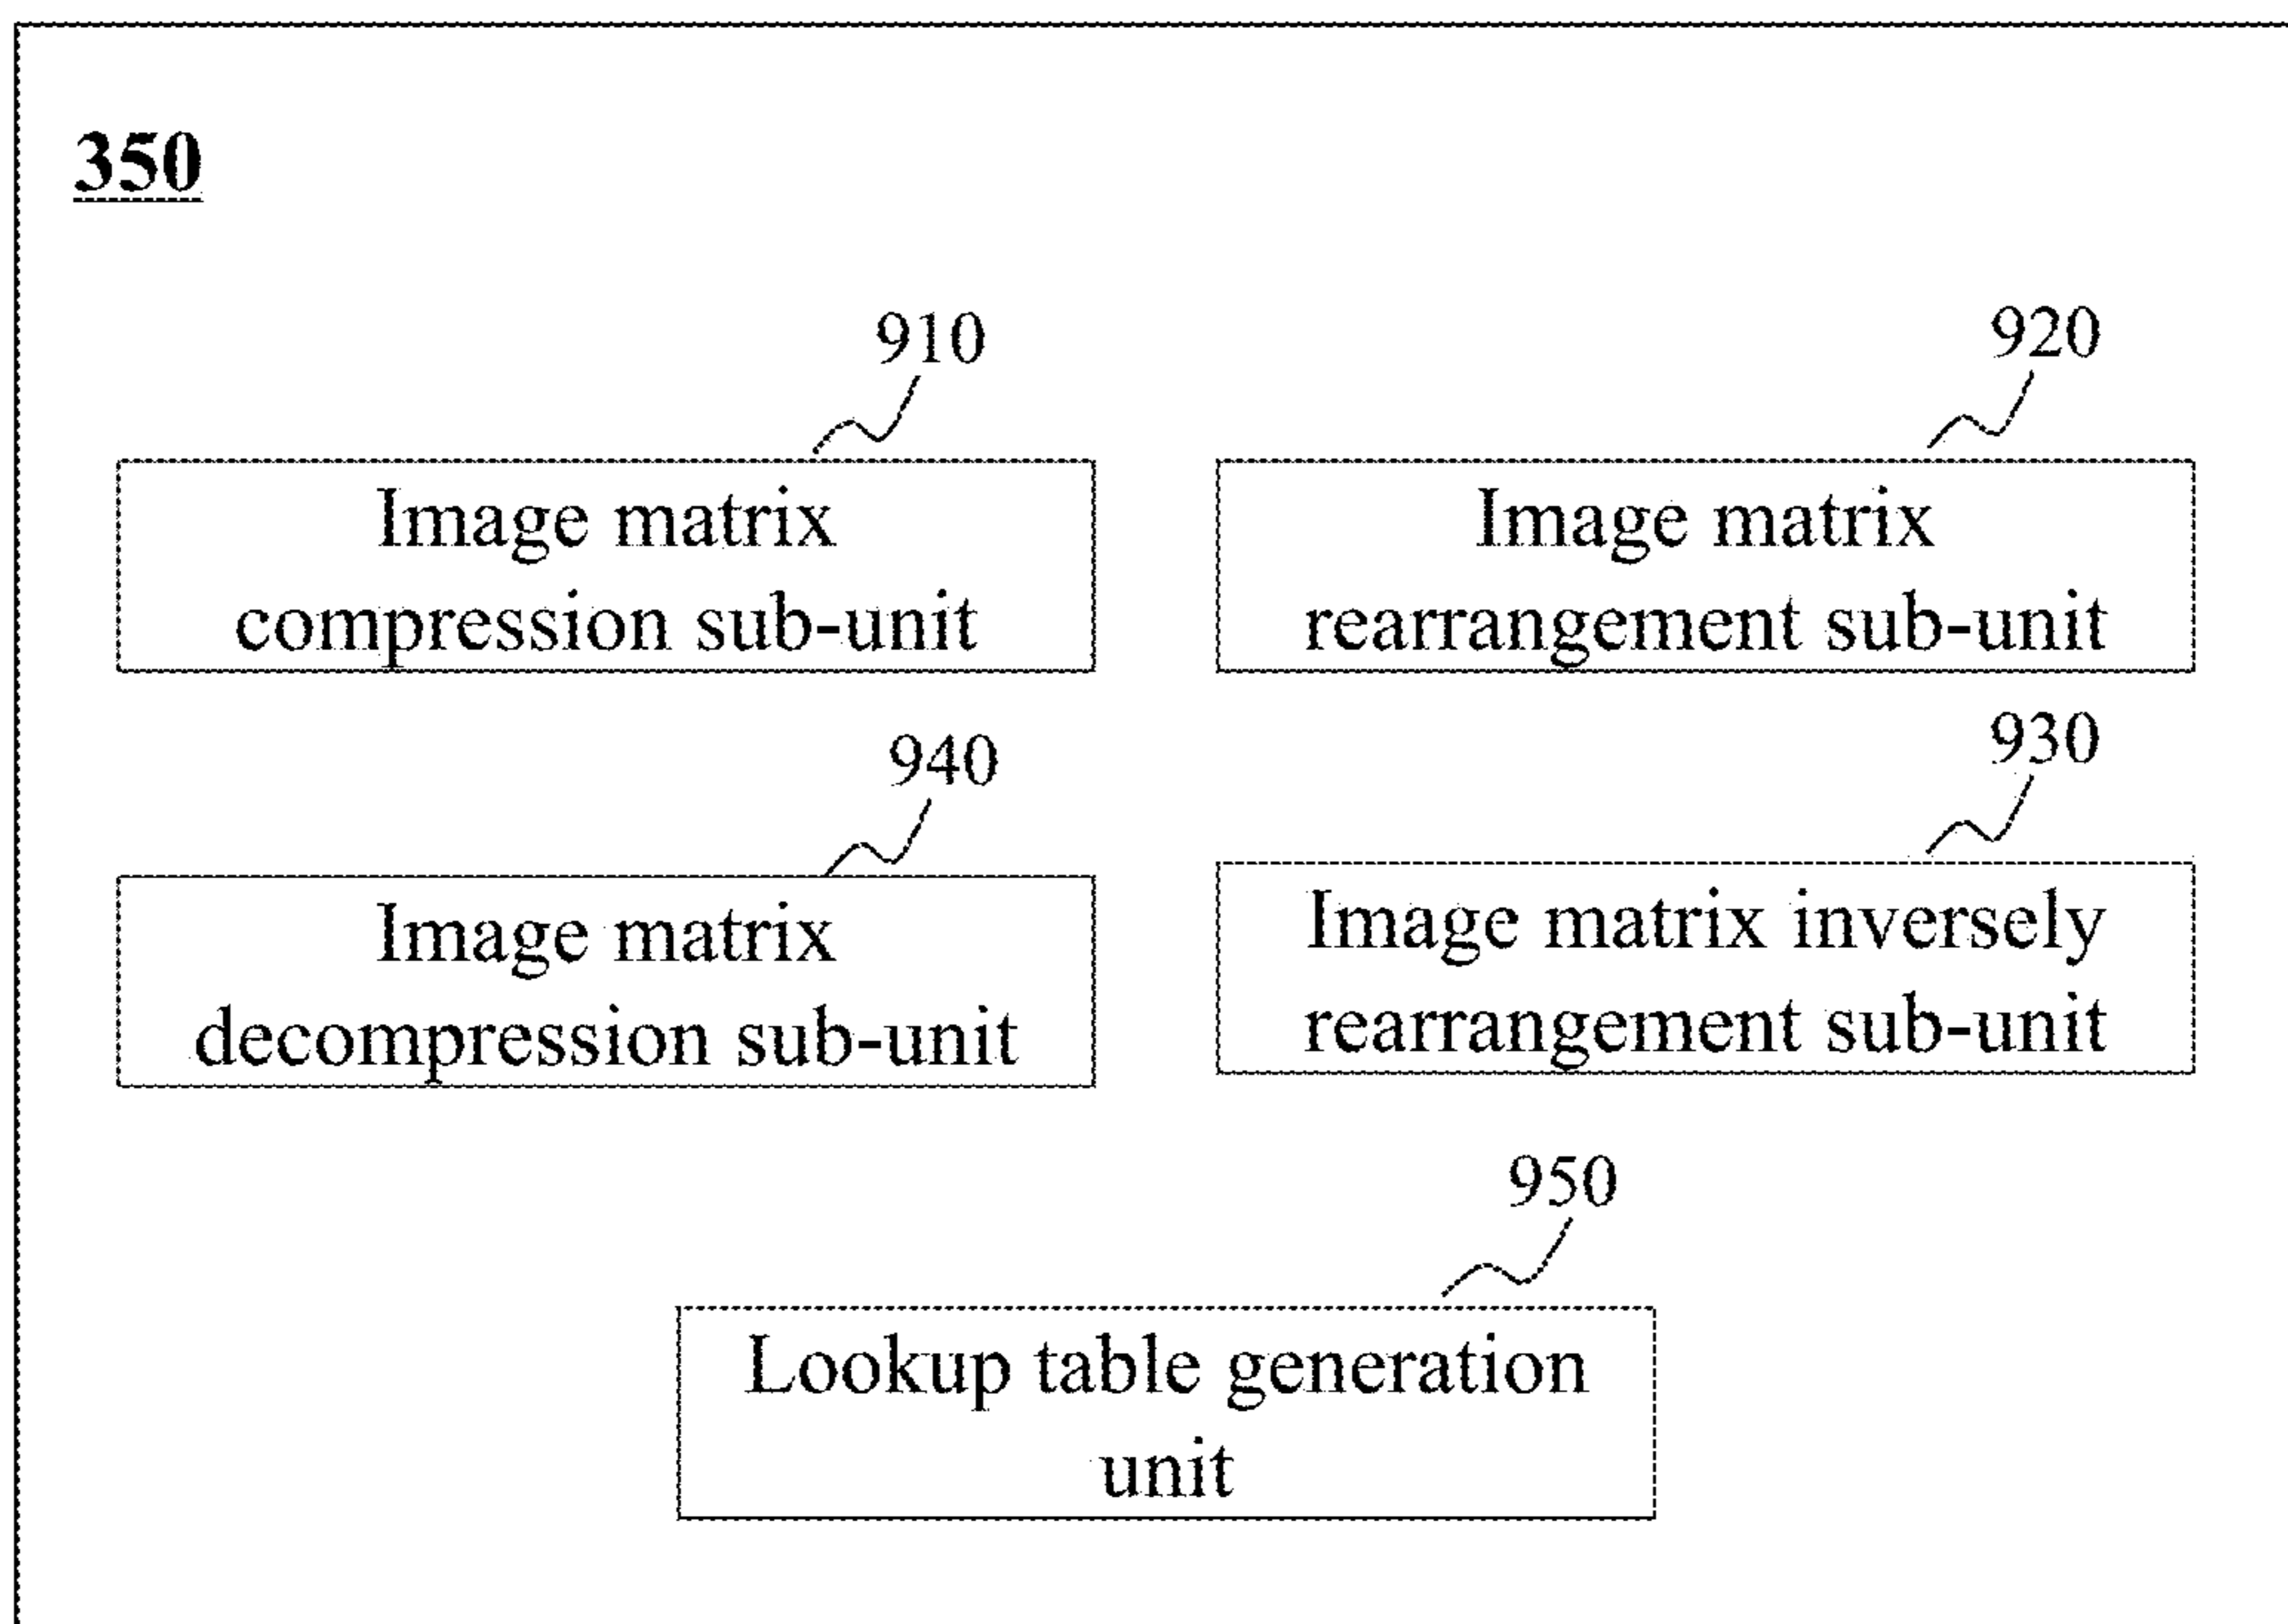 350
910
920
Image matrix
compression sub-unit
Image matrix
rearrangement sub-unit
940
930
Image matrix
decompression sub-unit
Image matrix inversely
rearrangement sub-unit
950
Lookup table generation
unit